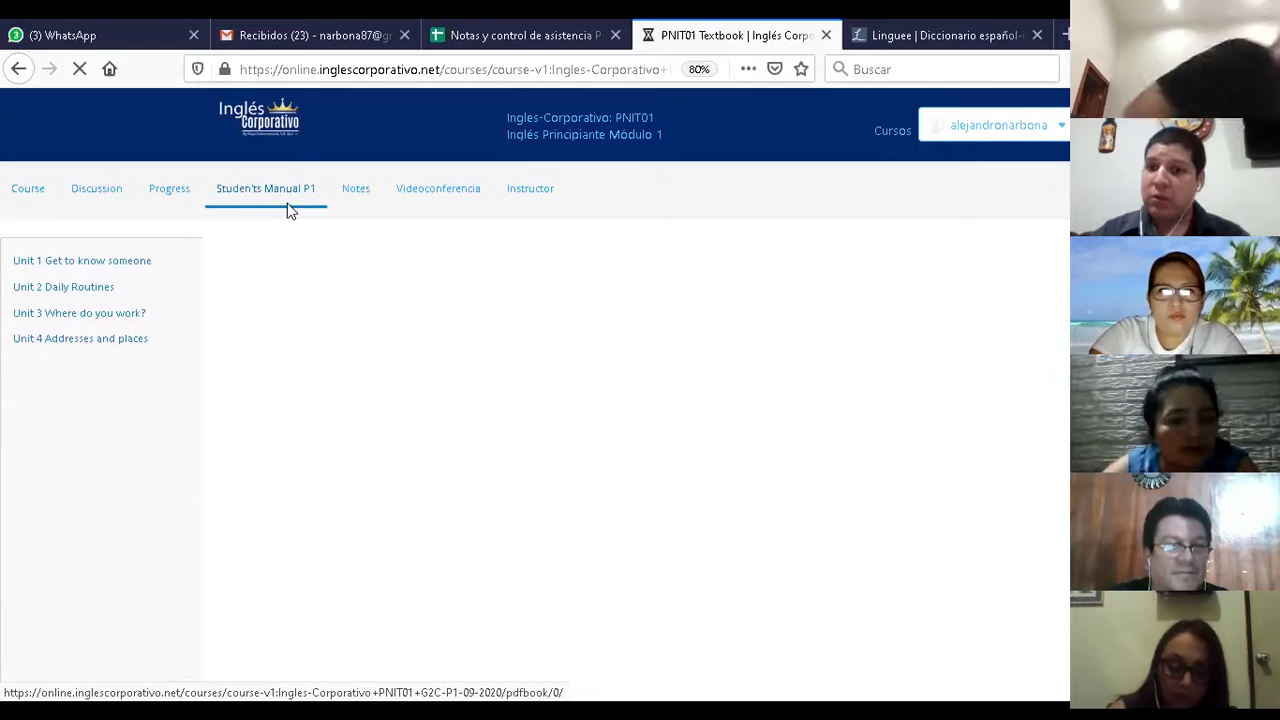 (3) WhatsApp
Recibidos (23) - narbona87@g
Notas y control de asistencia P
PNIT01 Textbook | Inglés Corpo
Linguee | Diccionario español-i
https://online.inglescorporativo.net/courses/course-v1:Ingles-Corporativo+
80%
Buscar
Inglés
Corporativo
Ingles-Corporativo: PNIT01
Inglés Principiante Módulo 1
Cursos
alejandronarbona
Course
Discussion
Progress
Studen'ts Manual P1
Notes
Videoconferencia
Instructor
Unit 1 Get to know someone
Unit 2 Daily Routines
Unit 3 Where do you work?
Unit 4 Addresses and places
https://online.inglescorporativo.net/courses/course-v1:Ingles-Corporativo+PNIT01+G2C-P1-09-2020/pdfbook/0/